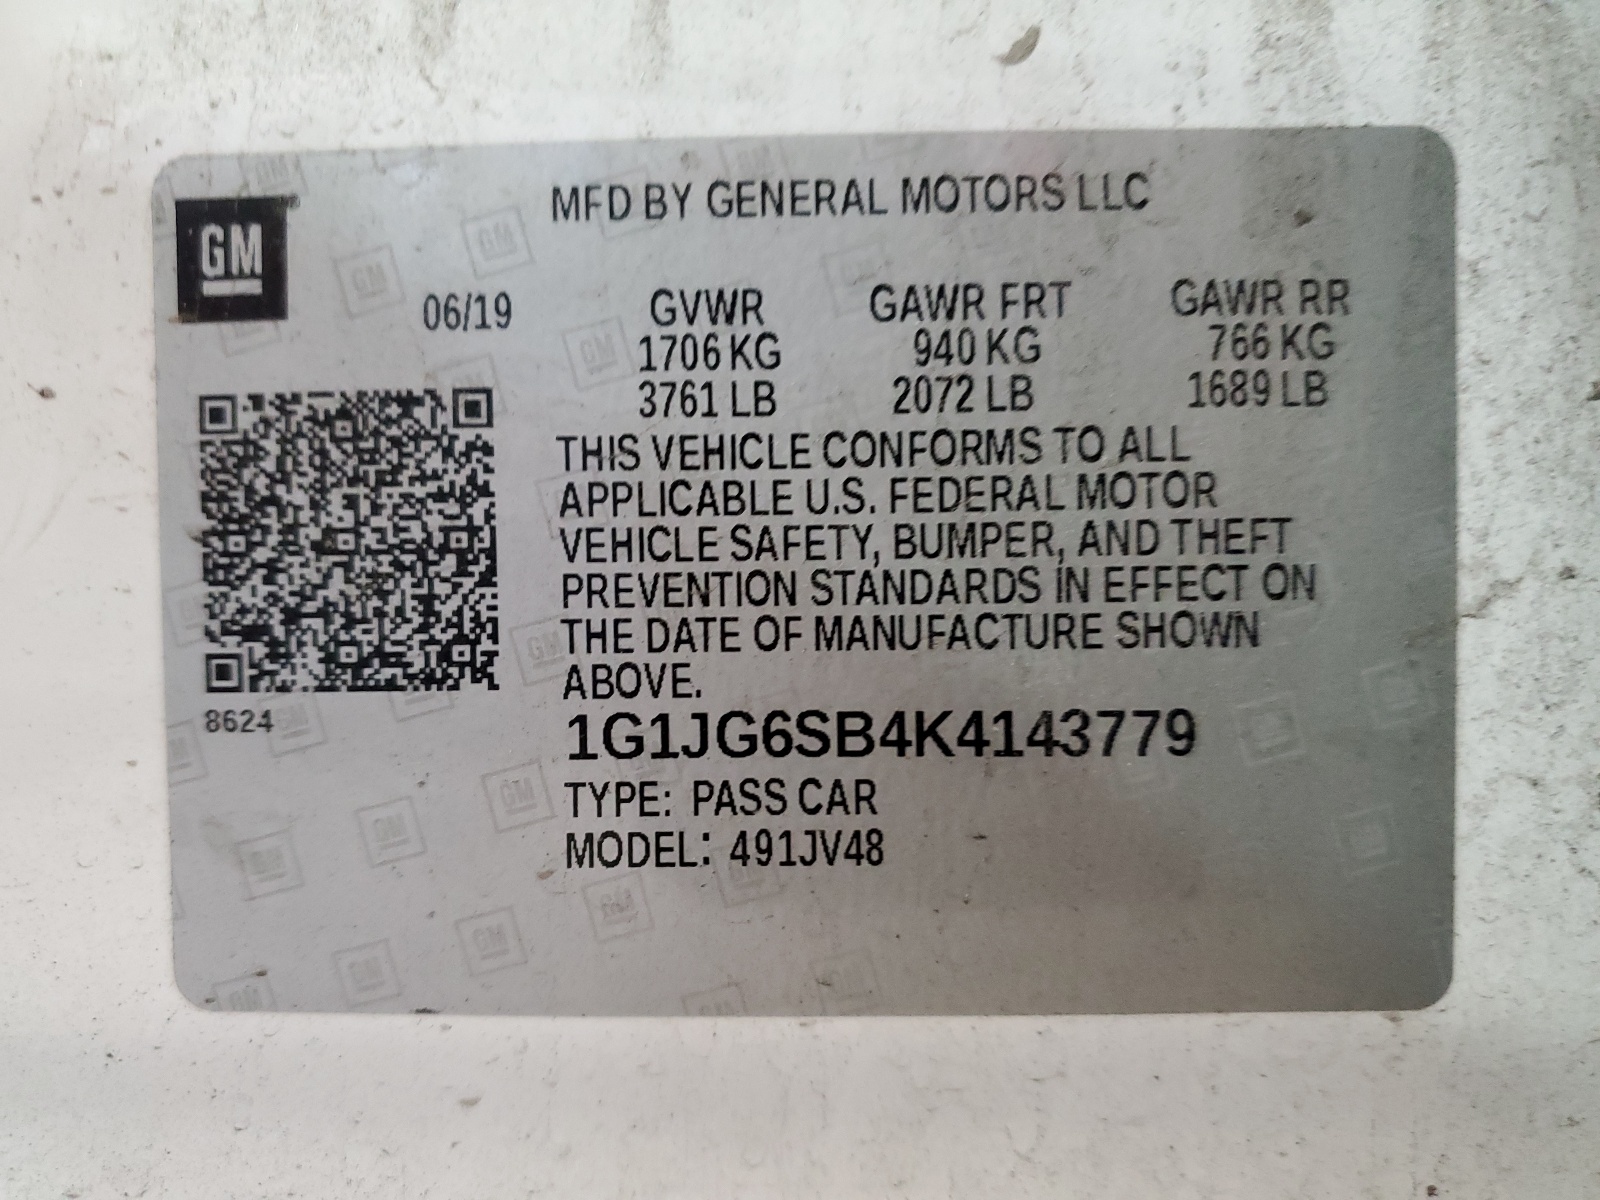 MFD BY GENERAL MOTORS LLC
GM
06/19 GVWR GAWR FRT GAWR RR
1706 KG 940 KG 766 KG
3761 LB 2072 LB 1689 LB
THIS VEHICLE CONFORMS TO ALL
APPLICABLE U.S. FEDERAL MOTOR
VEHICLE SAFETY, BUMPER, AND THEFT
PREVENTION STANDARDS IN EFFECT ON
THE DATE OF MANUFACTURE SHOWN
ABOVE.
8624
1G1JG6SB4K4143779
TYPE: PASS CAR
MODEL: 491JV48